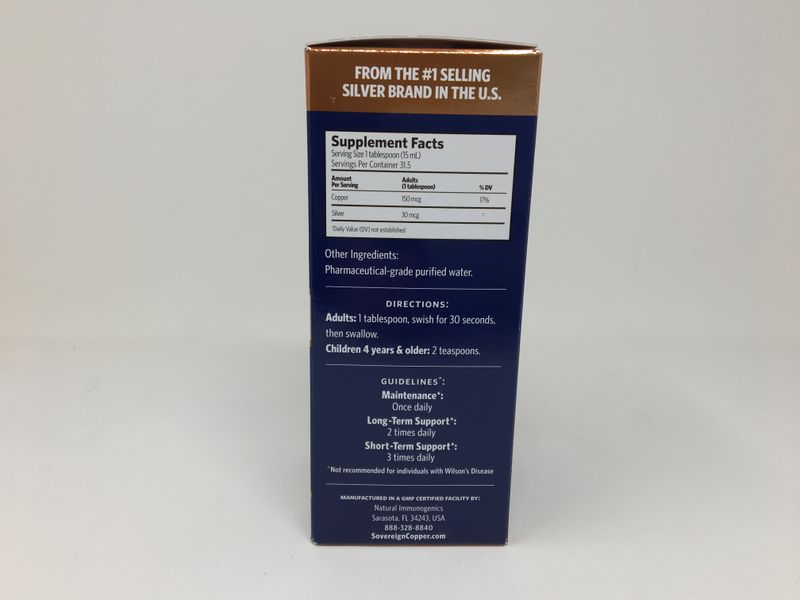 FROM THE #1 SELLING
SILVER BRAND IN THE U.S.
Supplement Facts
Serving Size 1 tablespoon (15 mL)
Servings Per Container 31.5
Amount Per Serving Adults (1 tablespoon) % DV
Copper 150 mcg 17%
Silver 30 mcg †
†Daily Value (DV) not established
Other Ingredients:
Pharmaceutical-grade purified water.
DIRECTIONS:
Adults: 1 tablespoon, swish for 30 seconds,
then swallow.
Children 4 years & older: 2 teaspoons.
GUIDELINES^:
Maintenance*:
Once daily
Long-Term Support*:
2 times daily
Short-Term Support*:
3 times daily
^Not recommended for individuals with Wilson's Disease
MANUFACTURED IN A GMP CERTIFIED FACILITY BY:
Natural Immunogenics
Sarasota, FL 34243, USA
888-328-8840
SovereignCopper.com